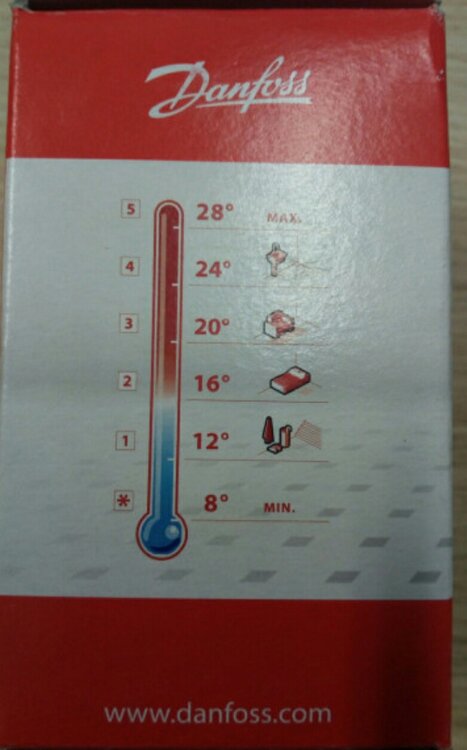 Danfoss
5 28° MAX.
4 24°
3 20°
2 16°
1 12°
* 8° MIN.
www.danfoss.com